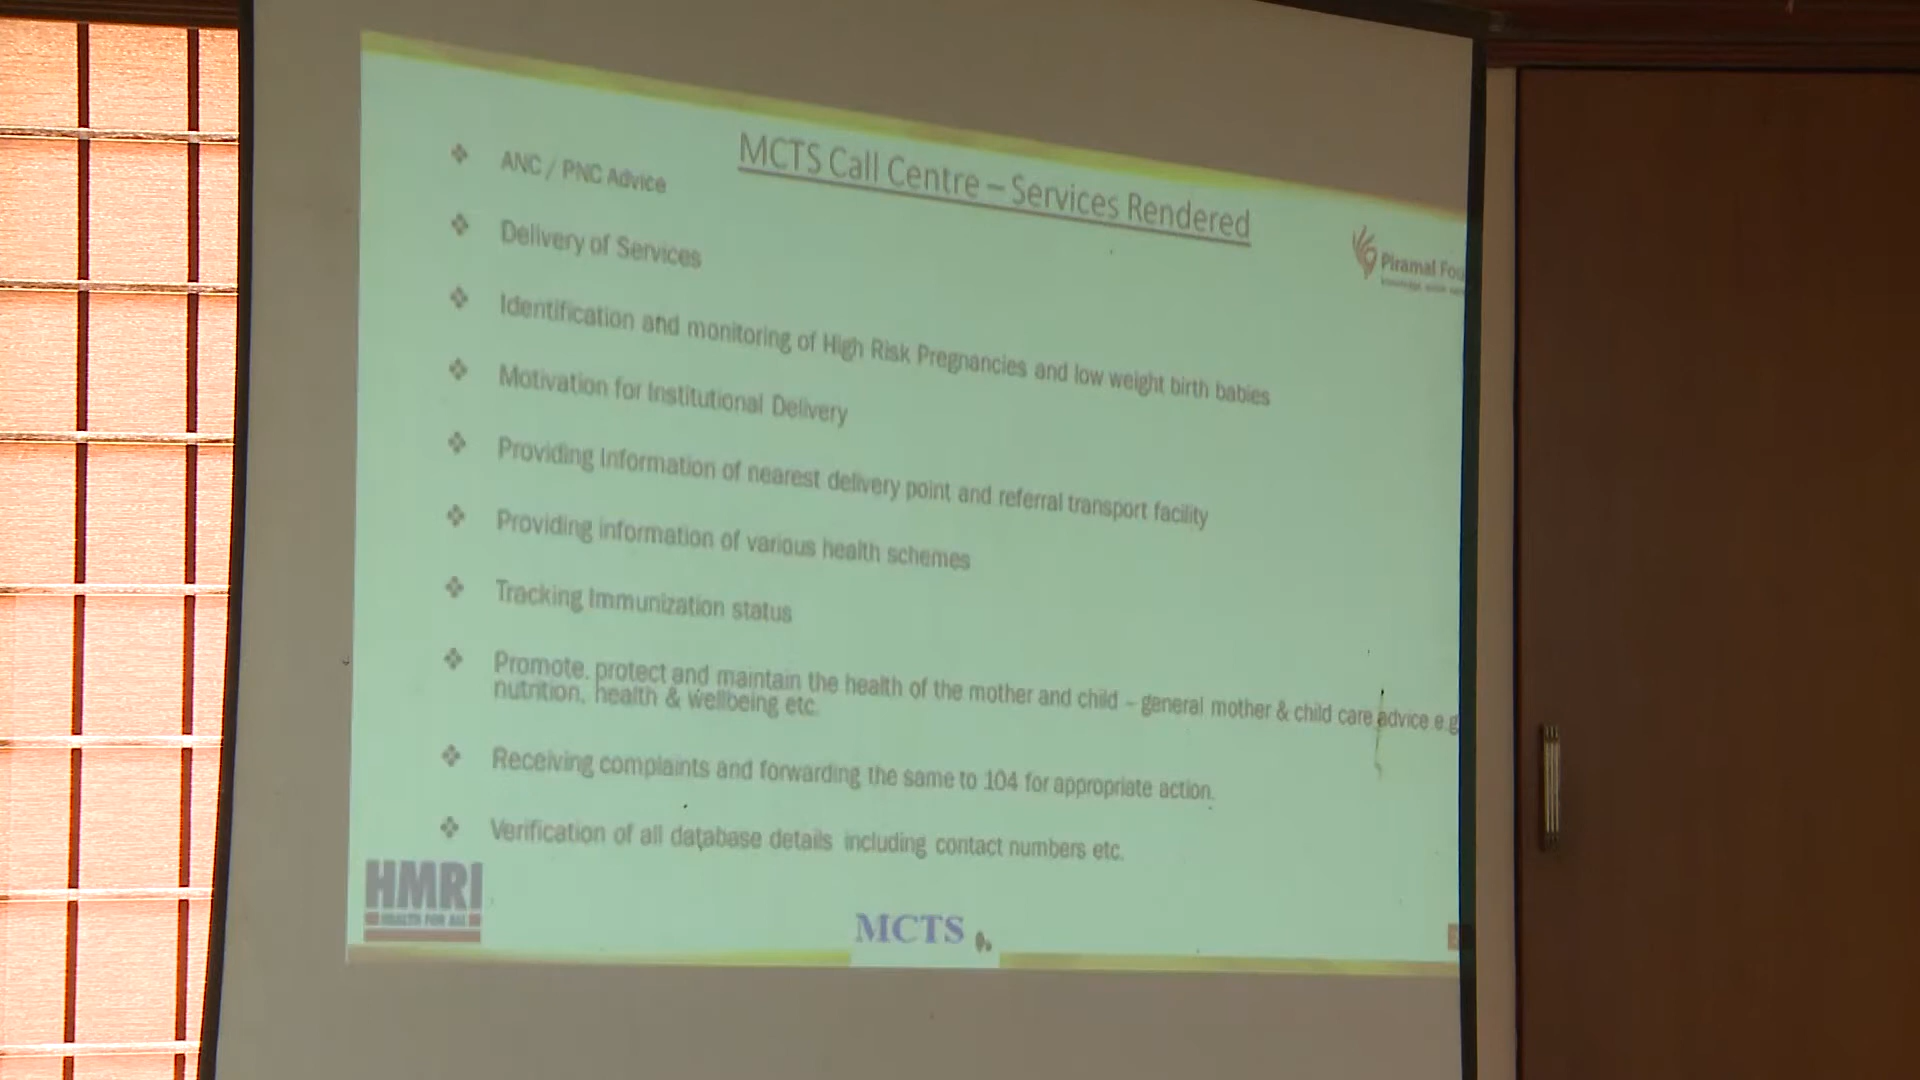 MCTS Call Centre – Services Rendered
Piramal
❖ ANC / PNC Advice
❖ Delivery of Services
❖ Identification and monitoring of High Risk Pregnancies and low weight birth babies
❖ Motivation for Institutional Delivery
❖ Providing Information of nearest delivery point and referral transport facility
❖ Providing information of various health schemes
❖ Tracking Immunization status
❖ Promote, protect and maintain the health of the mother and child – general mother & child care advice e.g
nutrition, health & wellbeing etc.
❖ Receiving complaints and forwarding the same to 104 for appropriate action.
❖ Verification of all database details including contact numbers etc.
HMRI
HEALTH FOR ALL
MCTS